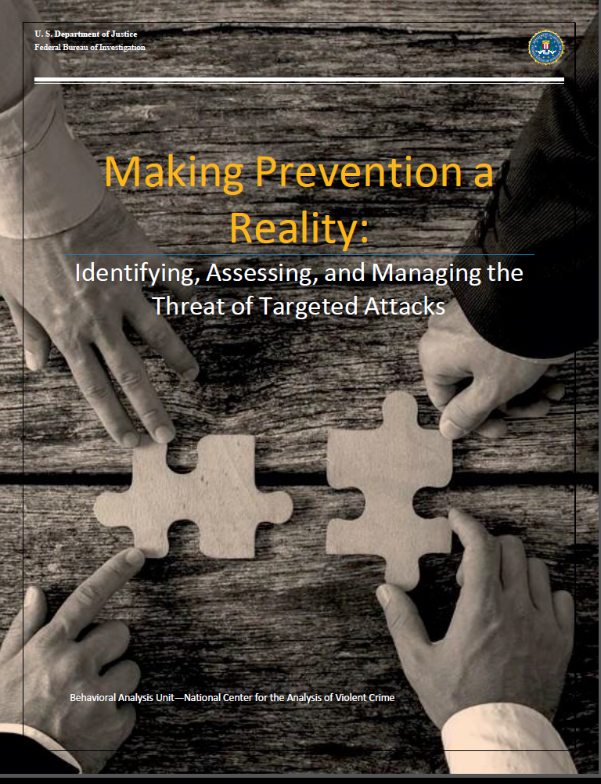 U. S. Department of Justice
Federal Bureau of Investigation
Making Prevention a
Reality:
Identifying, Assessing, and Managing the
Threat of Targeted Attacks
Behavioral Analysis Unit—National Center for the Analysis of Violent Crime